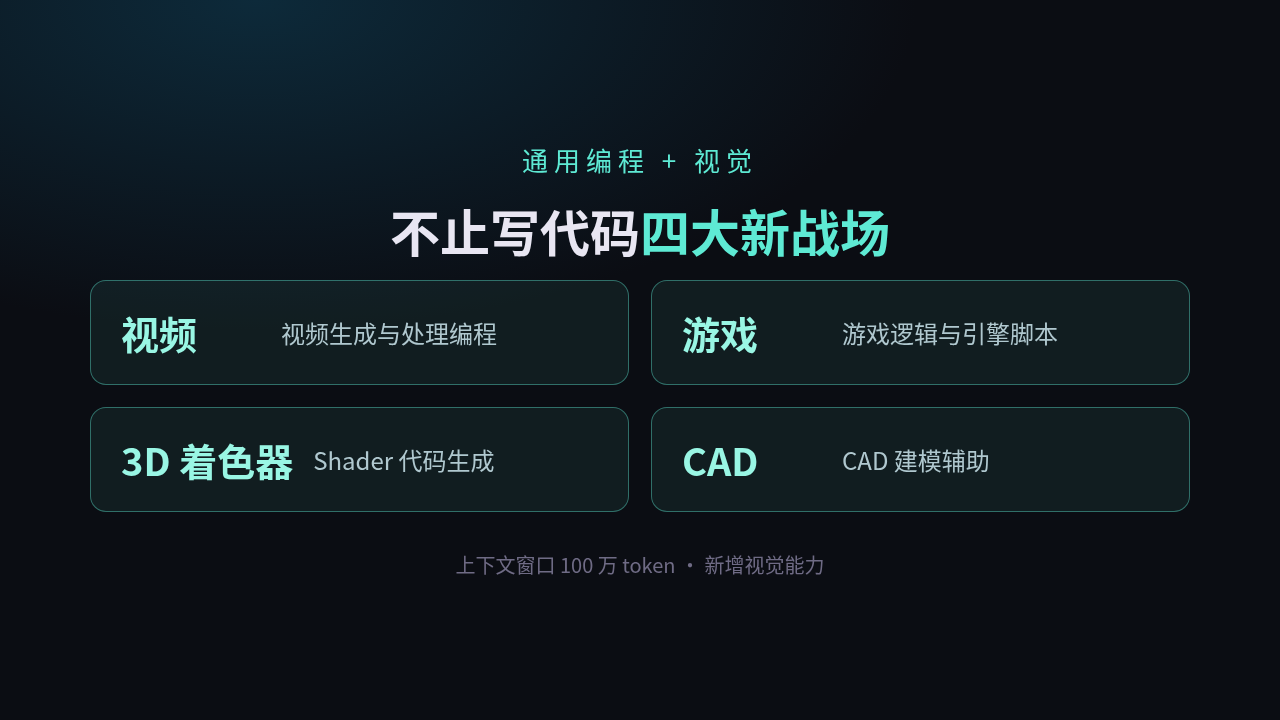 通用编程 + 视觉
不止写代码四大新战场
视频 视频生成与处理编程
游戏 游戏逻辑与引擎脚本
3D 着色器 Shader 代码生成
CAD CAD 建模辅助
上下文窗口 100 万 token · 新增视觉能力